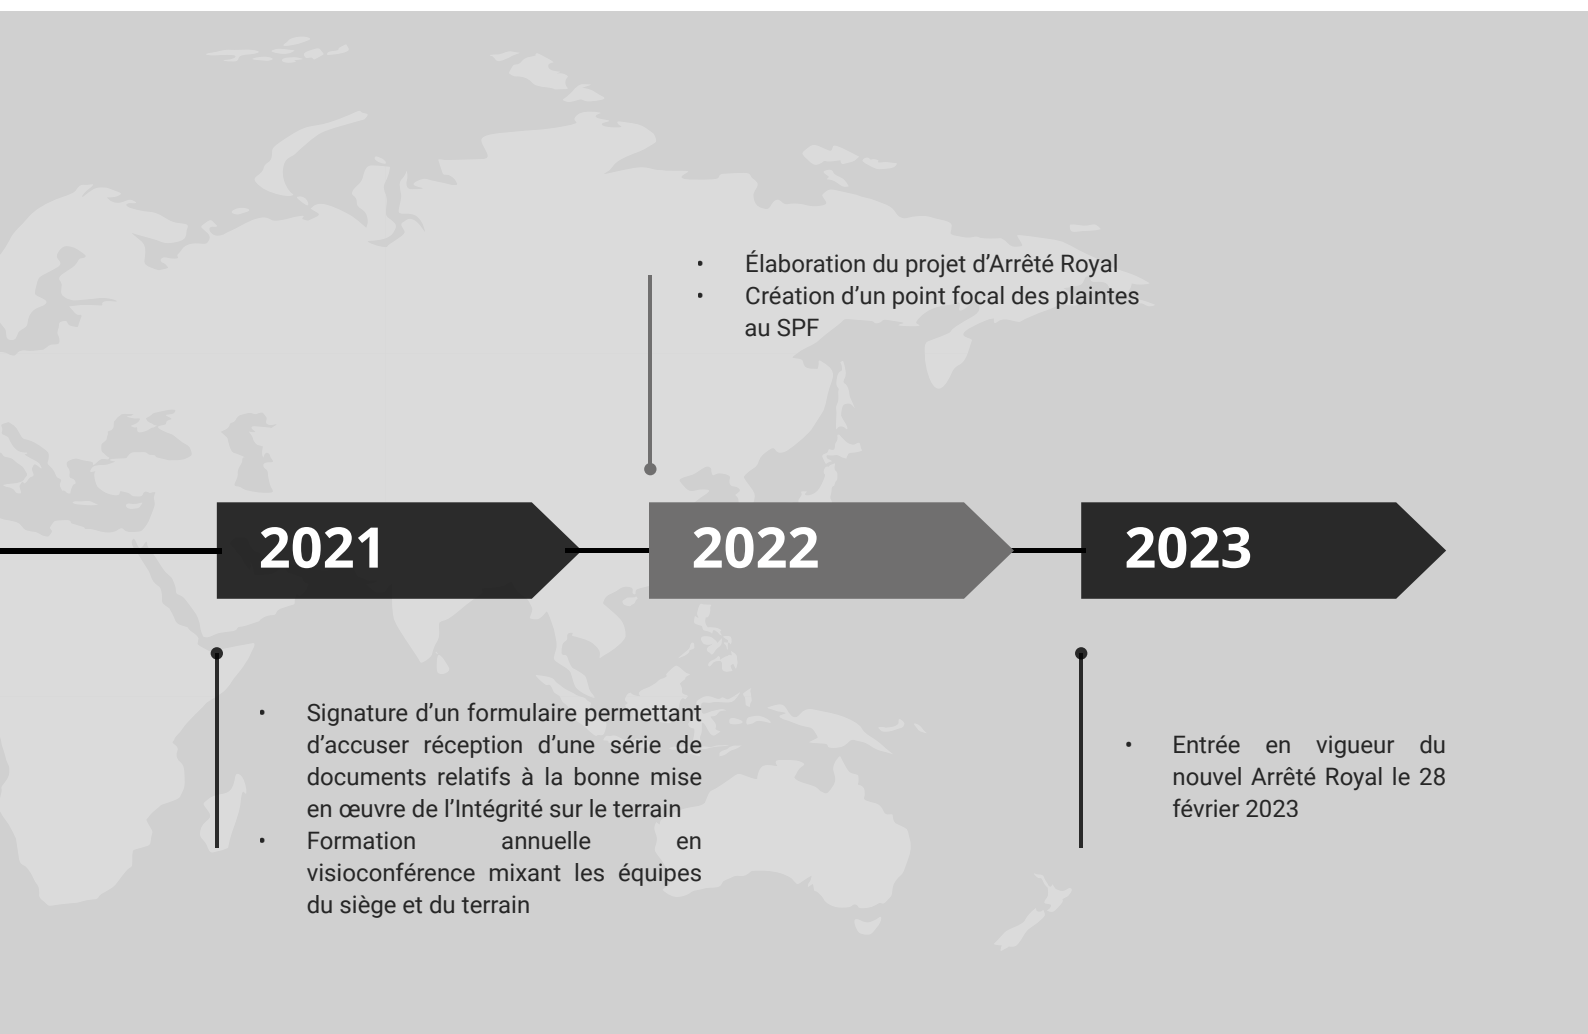 • Élaboration du projet d’Arrêté Royal
• Création d’un point focal des plaintes
au SPF
2021
2022
2023
• Signature d’un formulaire permettant
d’accuser réception d’une série de
documents relatifs à la bonne mise
en œuvre de l’Intégrité sur le terrain
• Formation annuelle en
visioconférence mixant les équipes
du siège et du terrain
• Entrée en vigueur du
nouvel Arrêté Royal le 28
février 2023